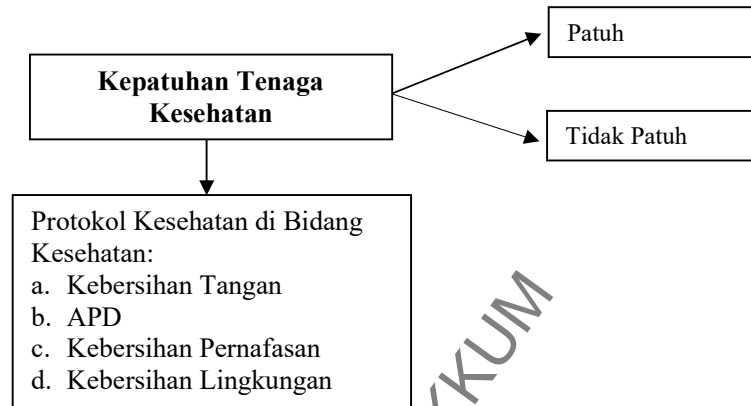 Patuh
Kepatuhan Tenaga
Kesehatan
Tidak Patuh
Protokol Kesehatan di Bidang
Kesehatan:
a. Kebersihan Tangan
b. APD
c. Kebersihan Pernafasan
d. Kebersihan Lingkungan